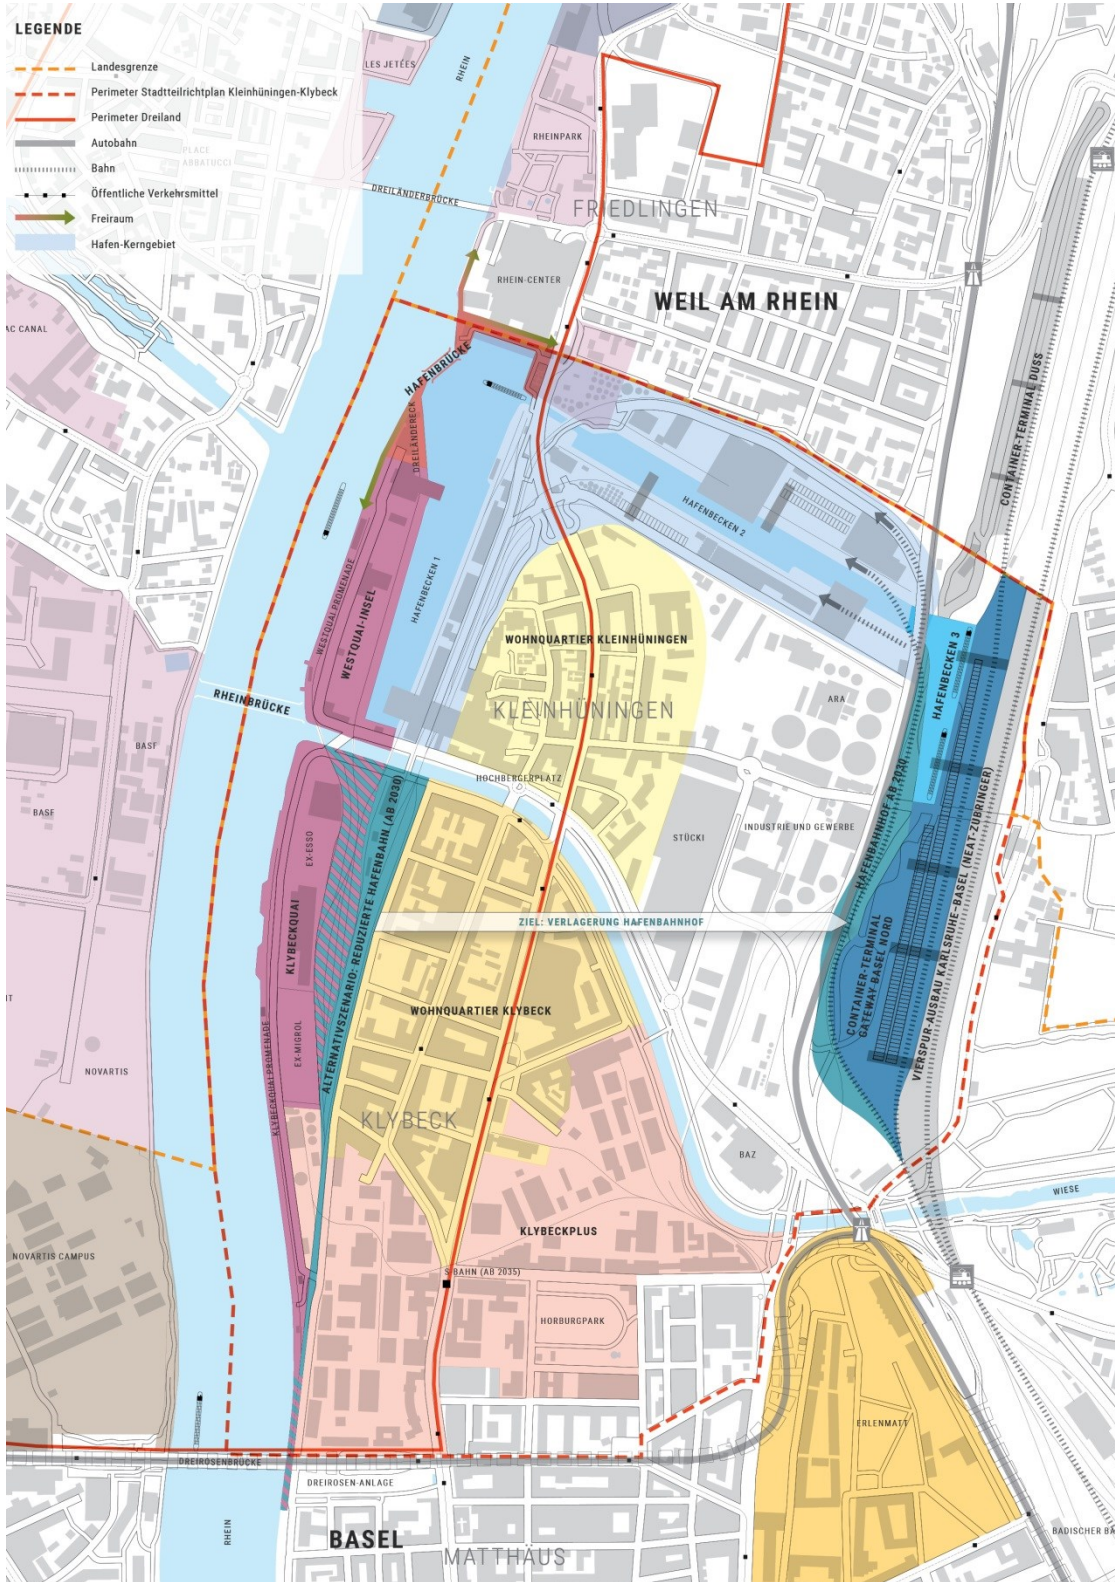 LEGENDE
Landesgrenze
Perimeter Stadtteilrichtplan Kleinhüningen-Klybeck
Perimeter Dreiland
Autobahn
Bahn
Öffentliche Verkehrsmittel
Freiraum
Hafen-Kerngebiet
LES JETÉES
RHEIN
PLACE
ABBATUCCI
RHEINPARK
DREILÄNDERBRÜCKE
FRIEDLINGEN
RHEIN-CENTER
WEIL AM RHEIN
AC CANAL
HAFENBRÜCKE
DREILÄNDERECK
CONTAINER-TERMINAL DUSS
HAFENBECKEN 2
HAFENBECKEN 1
WESTQUAIPROMENADE
WESTQUAI-INSEL
WOHNQUARTIER KLEINHÜNINGEN
KLEINHÜNINGEN
HAFENBECKEN 3
ARA
RHEINBRÜCKE
BASF
BASF
HOCHBERGERPLATZ
STÜCKI
INDUSTRIE UND GEWERBE
HAFENBAHNHOF AB 2030
EX-ESSO
KLYBECKQUAI
ALTERNATIVSZENARIO: REDUZIERTE HAFENBAHN (AB 2030)
ZIEL: VERLAGERUNG HAFENBAHNHOF
CONTAINER-TERMINAL
GATEWAY BASEL NORD
VIERSPUR-AUSBAU KARLSRUHE-BASEL (NEAT-ZUBRINGER)
WOHNQUARTIER KLYBECK
EX-MIGROL
KLYBECKQUAIPROMENADE
NOVARTIS
KLYBECK
BAZ
WIESE
KLYBECKPLUS
NOVARTIS CAMPUS
S-BAHN (AB 2035)
HORBURGPARK
ERLENMATT
DREIROSENBRÜCKE
DREIROSEN-ANLAGE
RHEIN
BASEL
MATTHÄUS
BADISCHER BA